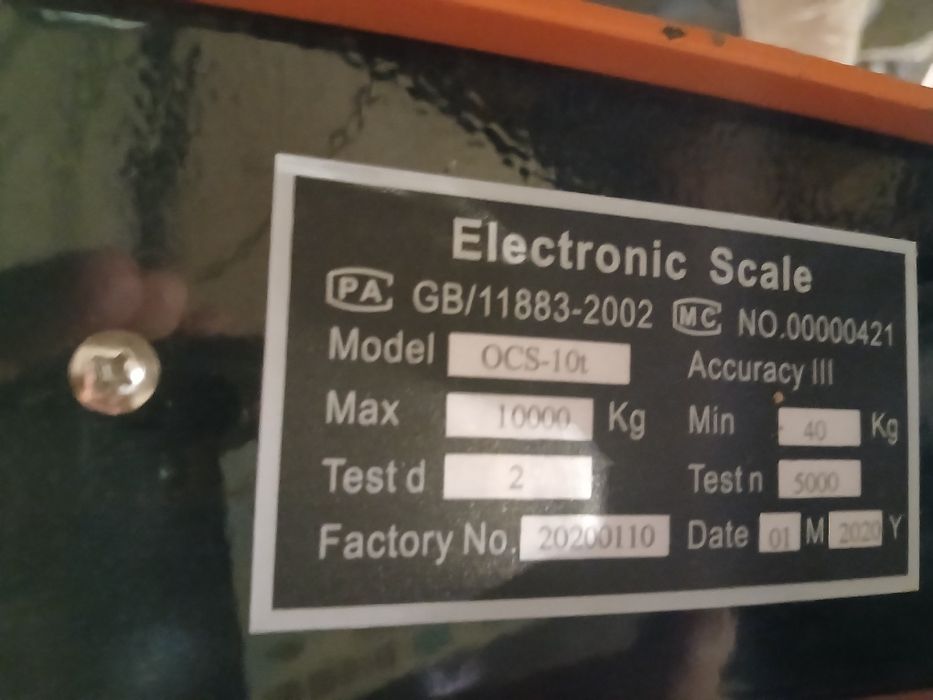 Electronic Scale
PA GB/11883-2002 MC NO.00000421
Model OCS-10t Accuracy III
Max 10000 Kg Min 40 Kg
Test d 2 Test n 5000
Factory No. 20200110 Date 01 M 2020 Y